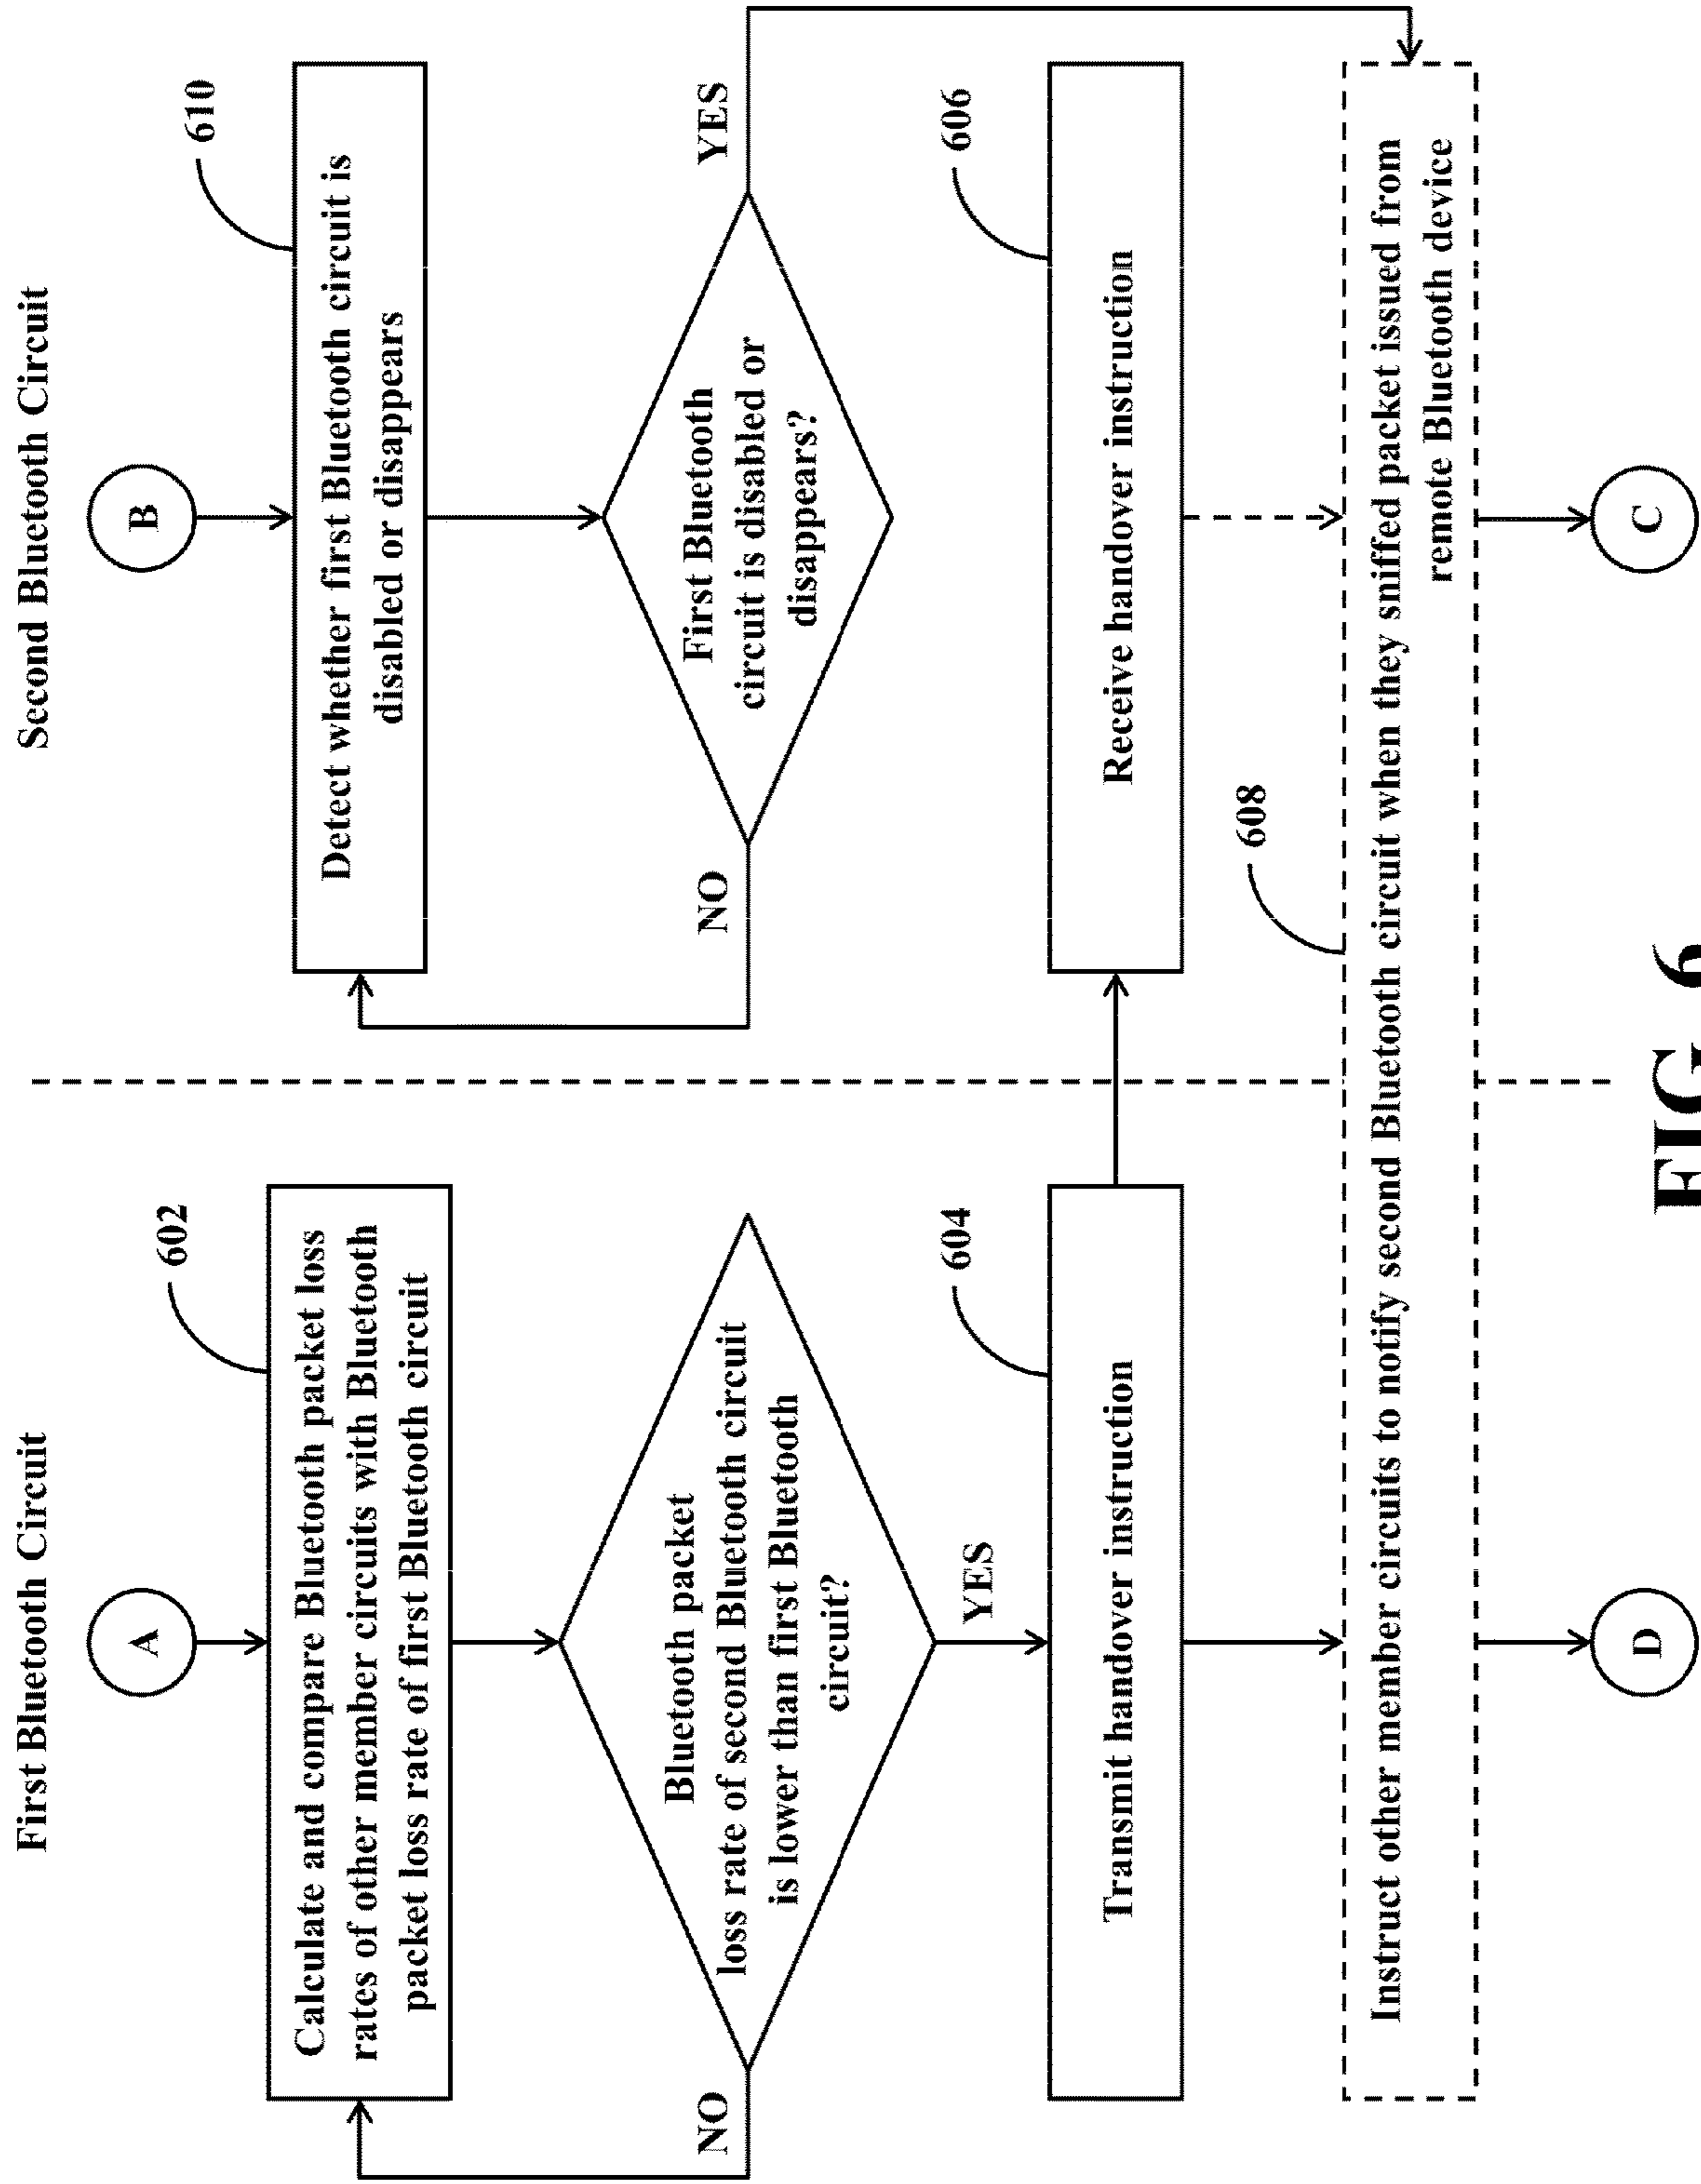 First Bluetooth Circuit
Second Bluetooth Circuit
A
B
602
Calculate and compare Bluetooth packet loss
rates of other member circuits with Bluetooth
packet loss rate of first Bluetooth circuit
610
Detect whether first Bluetooth circuit is
disabled or disappears
Bluetooth packet
loss rate of second Bluetooth circuit
is lower than first Bluetooth
circuit?
NO
YES
First Bluetooth
circuit is disabled or
disappears?
NO
YES
604
Transmit handover instruction
606
Receive handover instruction
608
Instruct other member circuits to notify second Bluetooth circuit when they sniffed packet issued from
remote Bluetooth device
D
C
FIG. 6